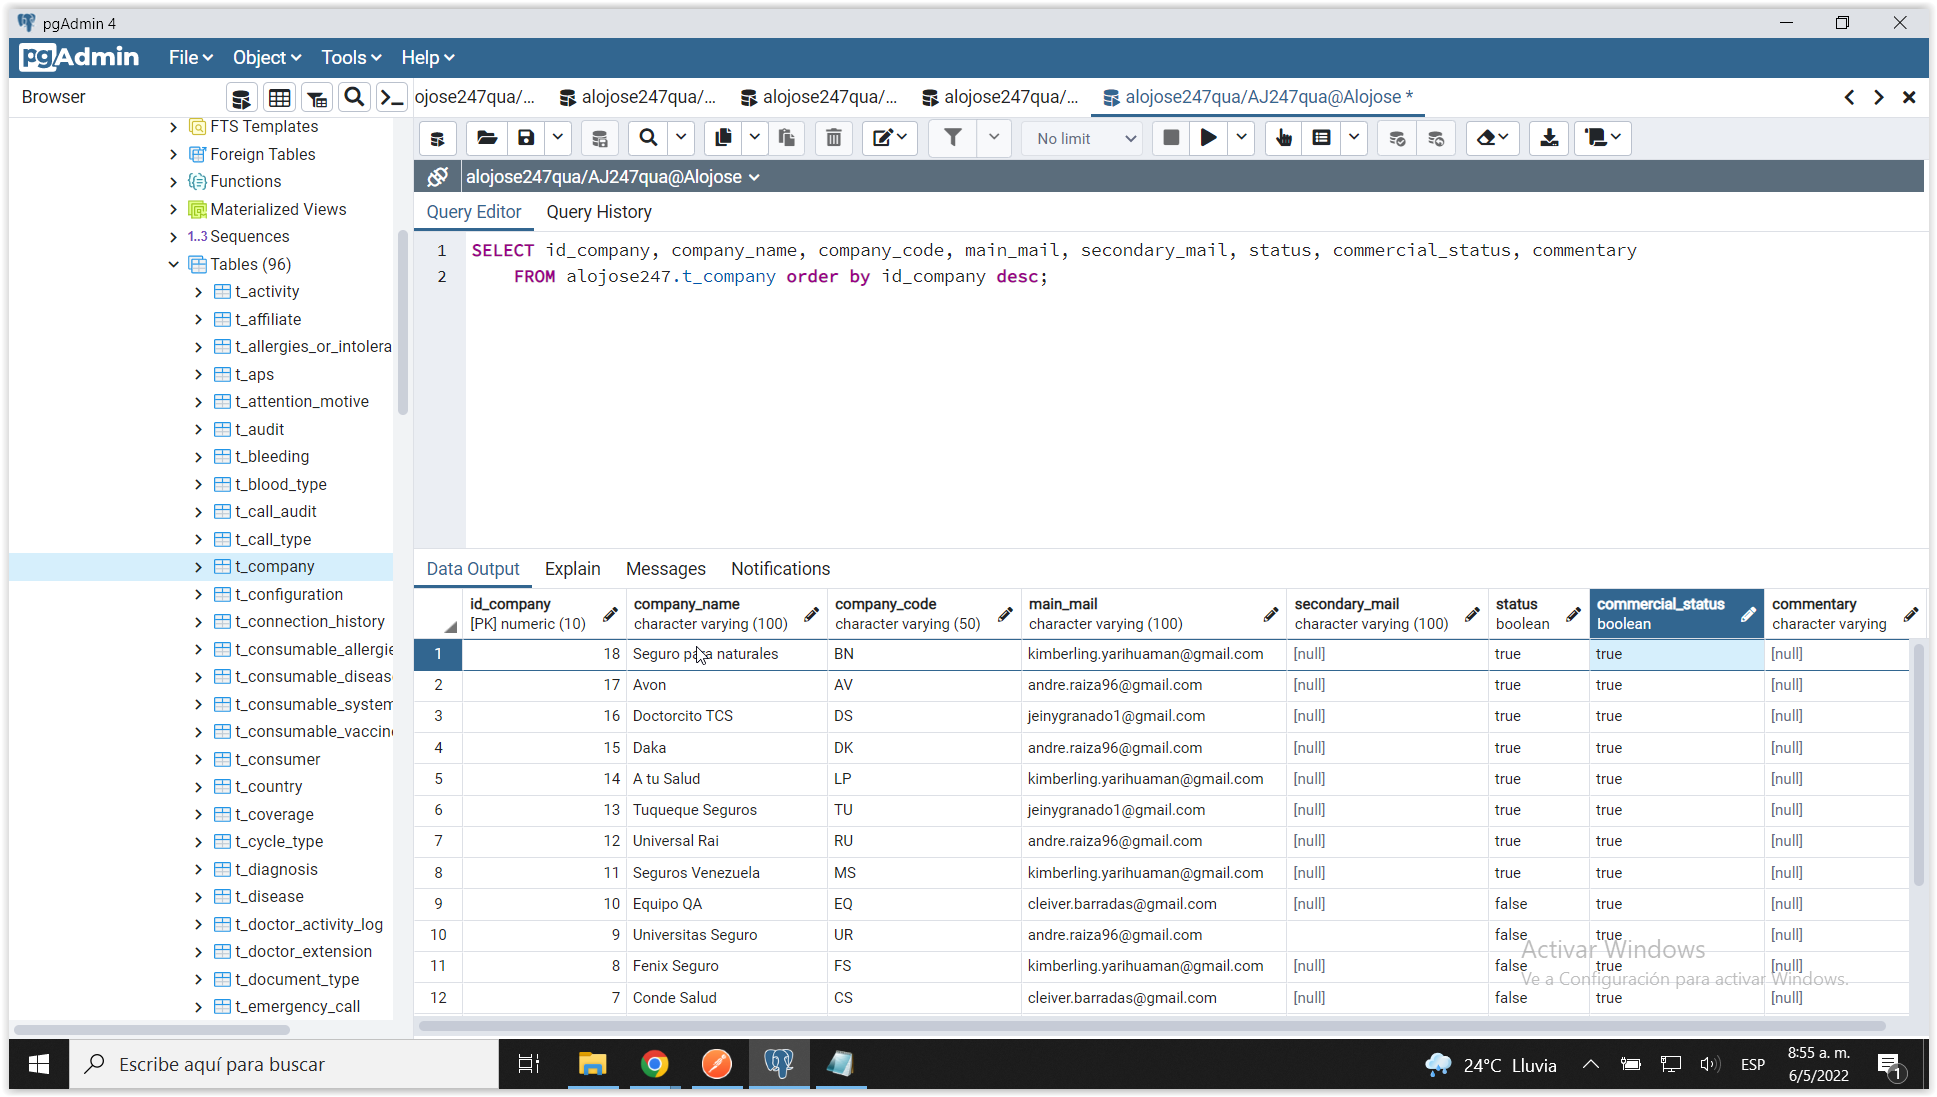 pgAdmin 4
pgAdmin File Object Tools Help
Browser
ojose247qua/... alojose247qua/... alojose247qua/... alojose247qua/... alojose247qua/AJ247qua@Alojose *
No limit
alojose247qua/AJ247qua@Alojose
Query Editor Query History
1 SELECT id_company, company_name, company_code, main_mail, secondary_mail, status, commercial_status, commentary
2 FROM alojose247.t_company order by id_company desc;
FTS Templates
Foreign Tables
Functions
Materialized Views
1..3 Sequences
Tables (96)
t_activity
t_affiliate
t_allergies_or_intolera
t_aps
t_attention_motive
t_audit
t_bleeding
t_blood_type
t_call_audit
t_call_type
t_company
t_configuration
t_connection_history
t_consumable_allergie
t_consumable_diseas
t_consumable_system
t_consumable_vaccin
t_consumer
t_country
t_coverage
t_cycle_type
t_diagnosis
t_disease
t_doctor_activity_log
t_doctor_extension
t_document_type
t_emergency_call
Data Output Explain Messages Notifications
id_company company_name company_code main_mail secondary_mail status commercial_status commentary
[PK] numeric (10) character varying (100) character varying (50) character varying (100) character varying (100) boolean boolean character varying
1 18 Seguro para naturales BN kimberling.yarihuaman@gmail.com [null] true true [null]
2 17 Avon AV andre.raiza96@gmail.com [null] true true [null]
3 16 Doctorcito TCS DS jeinygranado1@gmail.com [null] true true [null]
4 15 Daka DK andre.raiza96@gmail.com [null] true true [null]
5 14 A tu Salud LP kimberling.yarihuaman@gmail.com [null] true true [null]
6 13 Tuqueque Seguros TU jeinygranado1@gmail.com [null] true true [null]
7 12 Universal Rai RU andre.raiza96@gmail.com [null] true true [null]
8 11 Seguros Venezuela MS kimberling.yarihuaman@gmail.com [null] true true [null]
9 10 Equipo QA EQ cleiver.barradas@gmail.com [null] false true [null]
10 9 Universitas Seguro UR andre.raiza96@gmail.com false true [null]
11 8 Fenix Seguro FS kimberling.yarihuaman@gmail.com [null] false true [null]
12 7 Conde Salud CS cleiver.barradas@gmail.com [null] false true [null]
Activar Windows
Ve a Configuración para activar Windows.
Escribe aquí para buscar
24°C Lluvia
ESP
8:55 a. m.
6/5/2022
1